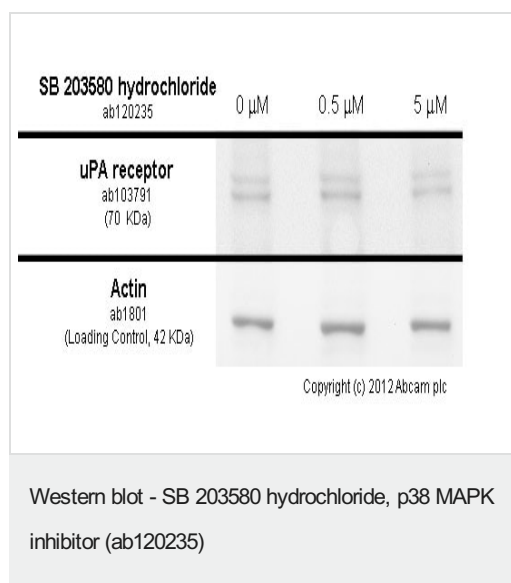 SB 203580 hydrochloride
ab120235
0 µM 0.5 µM 5 µM
uPA receptor
ab103791
(70 KDa)
Actin
ab1801
(Loading Control, 42 KDa)
Copyright (c) 2012 Abcam plc
Western blot - SB 203580 hydrochloride, p38 MAPK
inhibitor (ab120235)